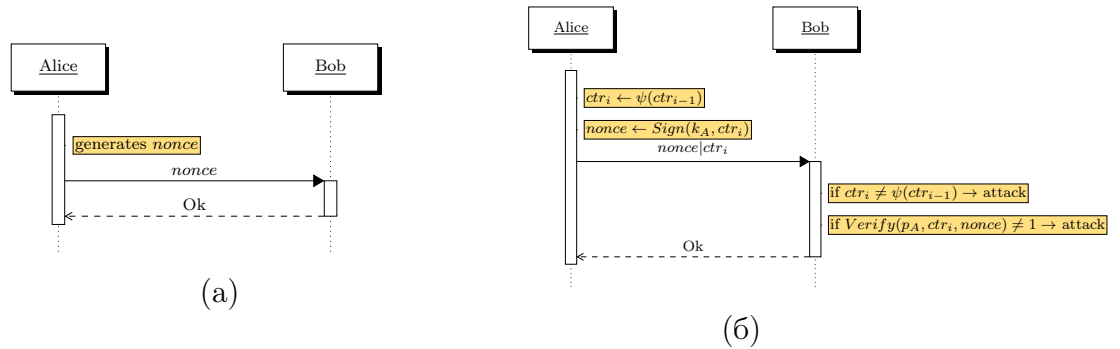 Alice
Bob
generates nonce
nonce
Ok
(а)
Alice
Bob
ctr_i ← ψ(ctr_{i−1})
nonce ← Sign(k_A, ctr_i)
nonce|ctr_i
if ctr_i ≠ ψ(ctr_{i−1}) → attack
if Verify(p_A, ctr_i, nonce) ≠ 1 → attack
Ok
(б)